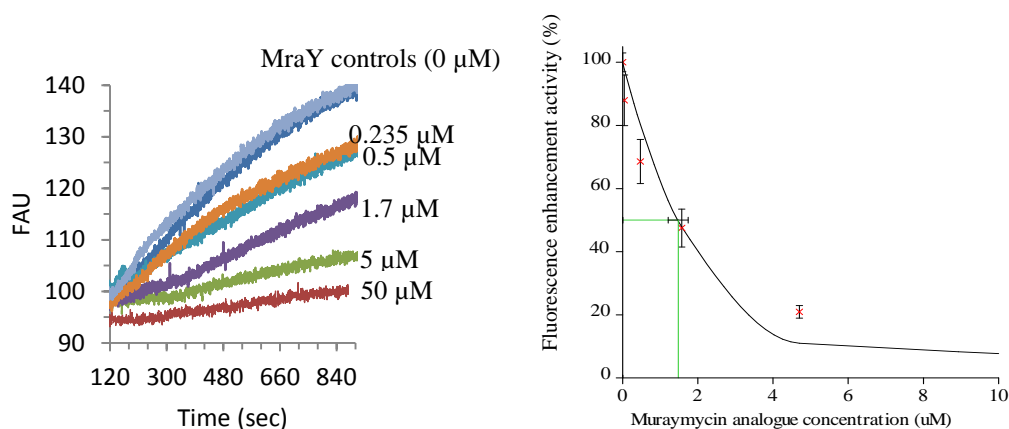 MraY controls (0 µM)
140
130
120
110
100
90
FAU
0.235 µM
0.5 µM
1.7 µM
5 µM
50 µM
120 300 480 660 840
Time (sec)
Fluorescence enhancement activity (%)
100
80
60
40
20
0
0 2 4 6 8 10
Muraymycin analogue concentration (uM)